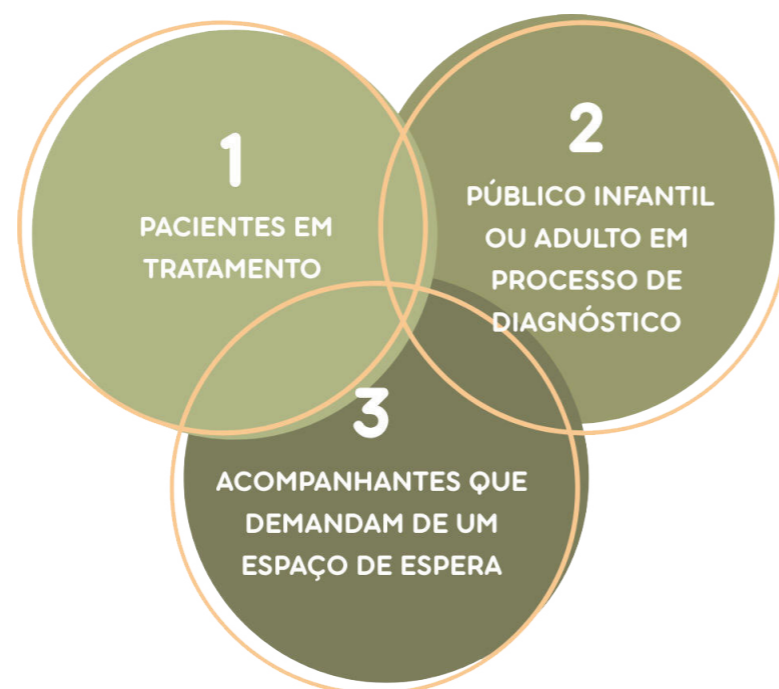 1
PACIENTES EM
TRATAMENTO
2
PÚBLICO INFANTIL
OU ADULTO EM
PROCESSO DE
DIAGNÓSTICO
3
ACOMPANHANTES QUE
DEMANDAM DE UM
ESPAÇO DE ESPERA